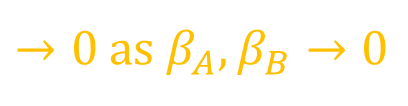 → 0 as β_A, β_B → 0